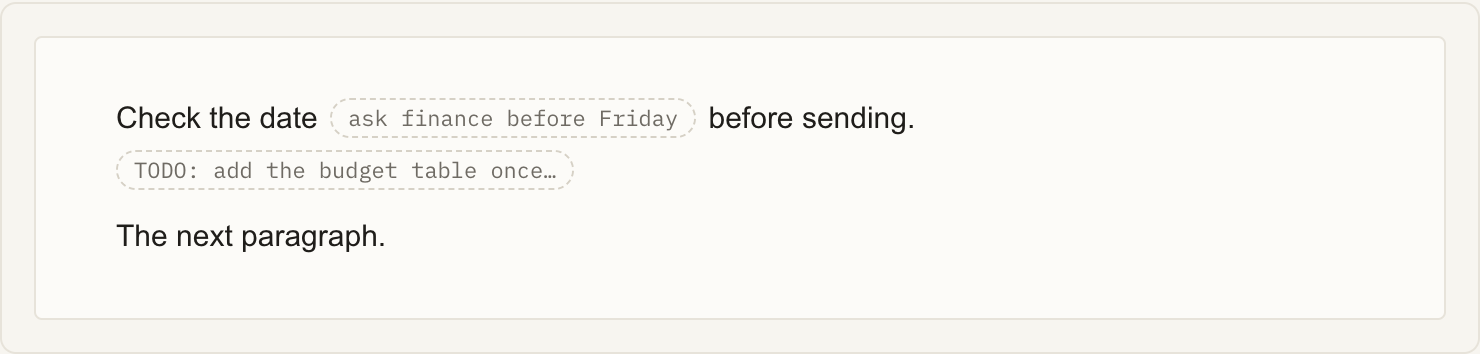 Check the date ask finance before Friday before sending.
TODO: add the budget table once…
The next paragraph.